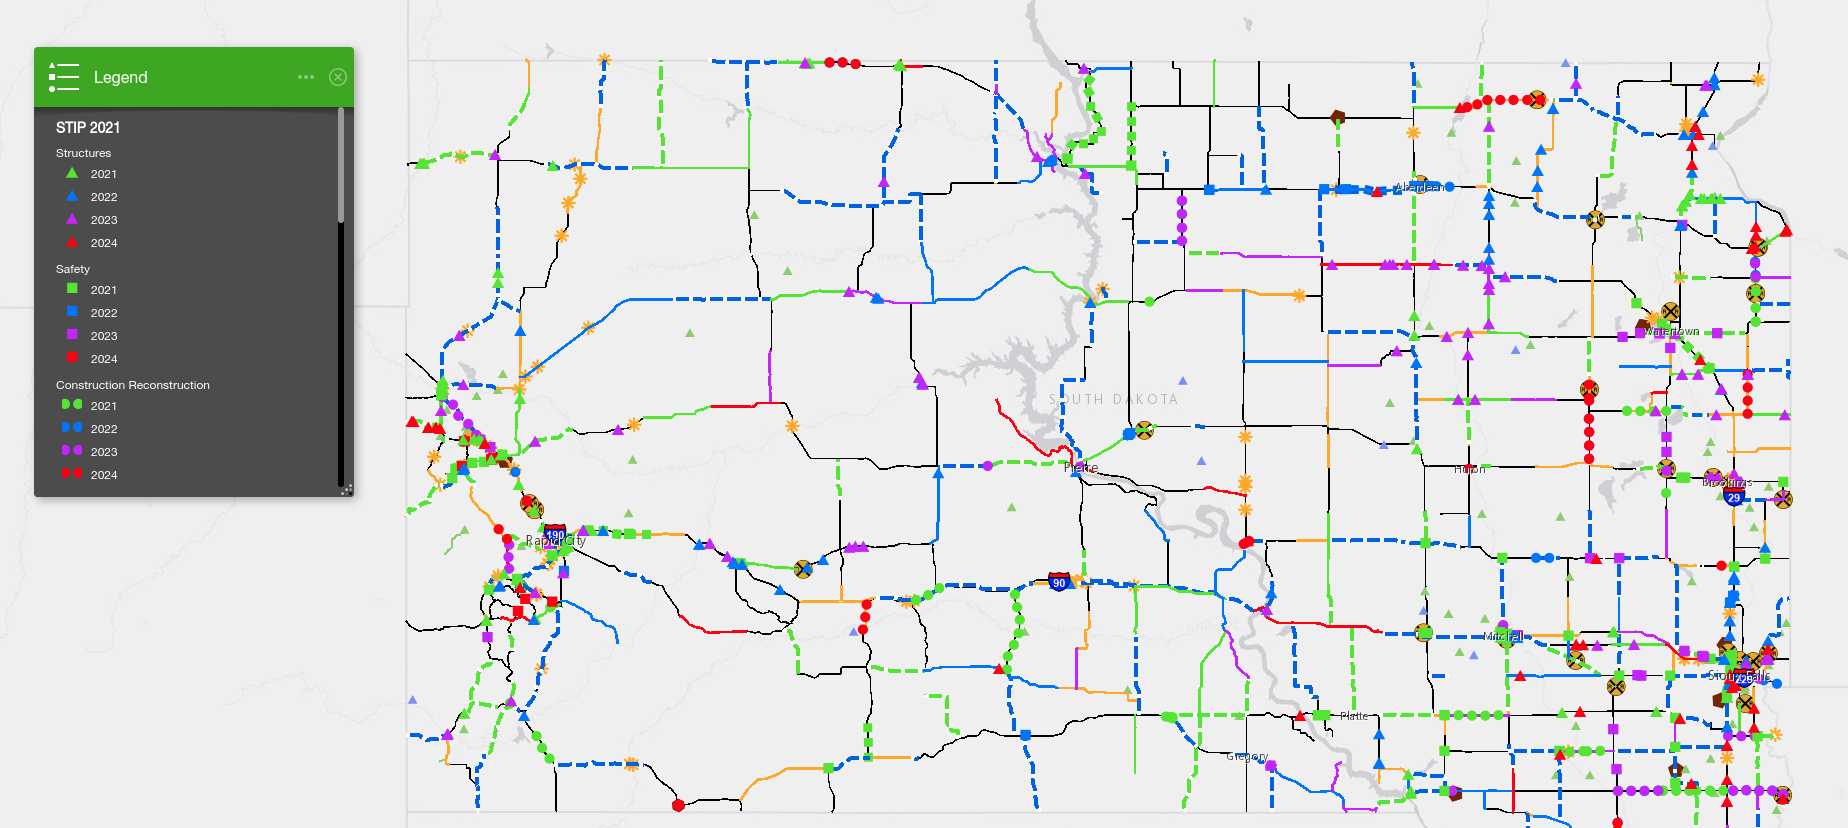 Legend
STIP 2021
Structures
2021
2022
2023
2024
Safety
2021
2022
2023
2024
Construction Reconstruction
2021
2022
2023
2024
Aberdeen
Watertown
SOUTH DAKOTA
Pierre
Huron
Brookings
29
190
Rapid City
90
Mitchell
Sioux Falls
229
Platte
Gregory